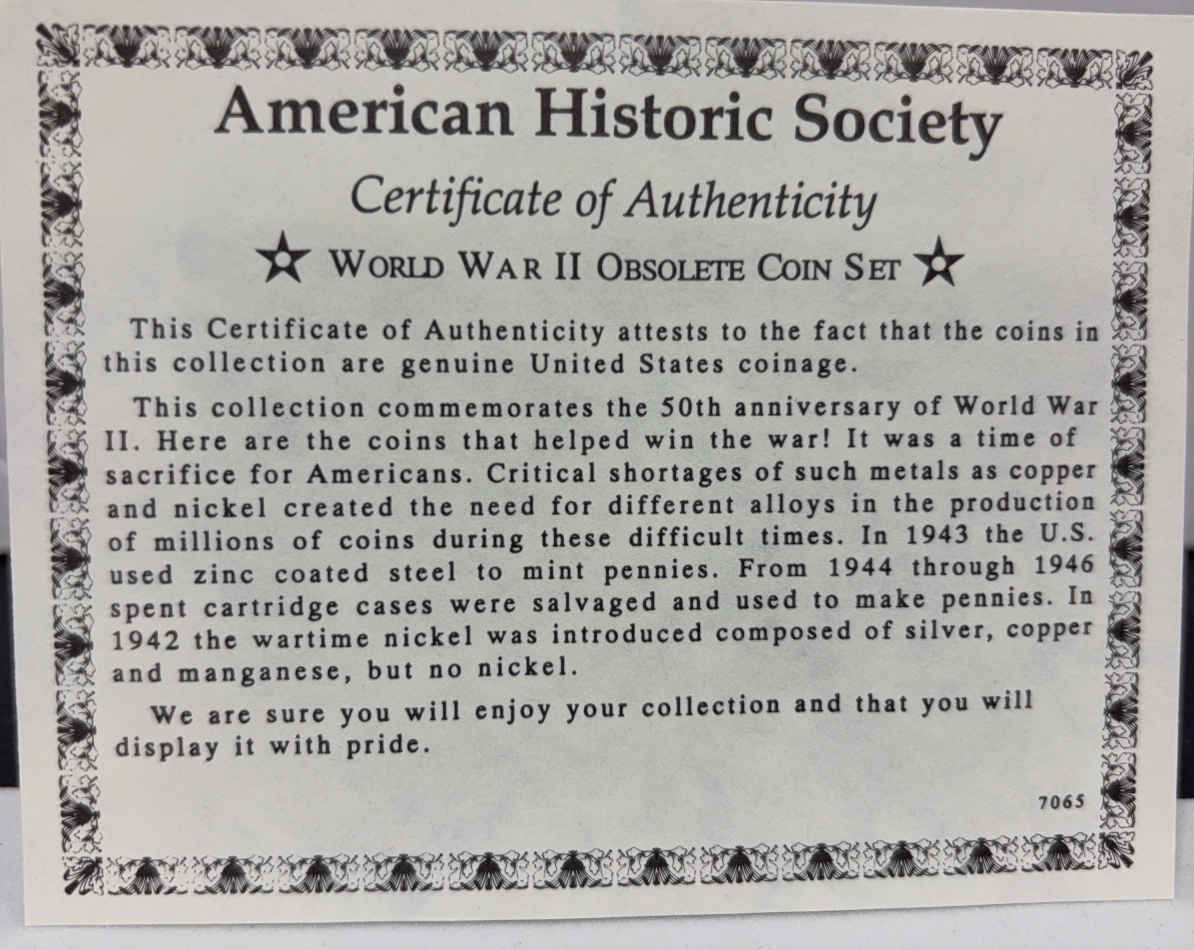 American Historic Society
Certificate of Authenticity
WORLD WAR II OBSOLETE COIN SET
This Certificate of Authenticity attests to the fact that the coins in
this collection are genuine United States coinage.
This collection commemorates the 50th anniversary of World War
II. Here are the coins that helped win the war! It was a time of
sacrifice for Americans. Critical shortages of such metals as copper
and nickel created the need for different alloys in the production
of millions of coins during these difficult times. In 1943 the U.S.
used zinc coated steel to mint pennies. From 1944 through 1946
spent cartridge cases were salvaged and used to make pennies. In
1942 the wartime nickel was introduced composed of silver, copper
and manganese, but no nickel.
We are sure you will enjoy your collection and that you will
display it with pride.
7065